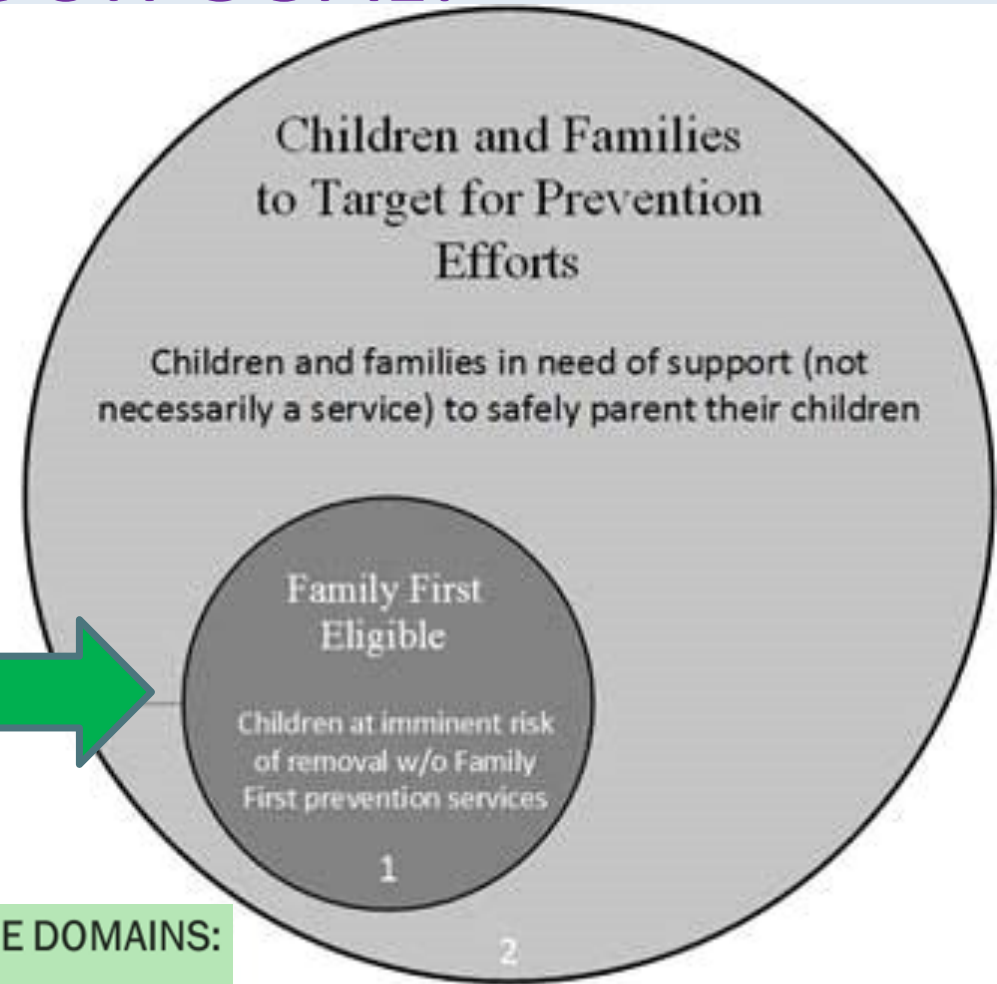 Children and Families
to Target for Prevention
Efforts
Children and families in need of support (not
necessarily a service) to safely parent their children
Family First
Eligible
Children at imminent risk
of removal w/o Family
First prevention services
1
2
E DOMAINS: